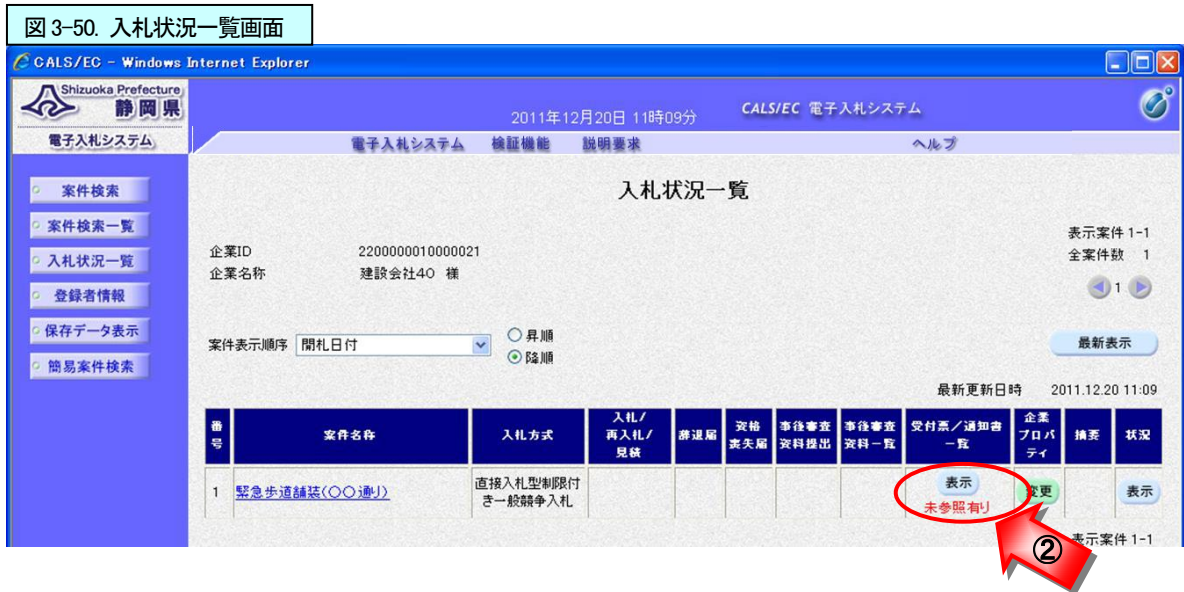 図 3-50. 入札状況一覧画面
CALS/EC - Windows Internet Explorer
Shizuoka Prefecture
静岡県
電子入札システム
2011年12月20日 11時09分
CALS/EC 電子入札システム
電子入札システム 検証機能 説明要求 ヘルプ
案件検索
案件検索一覧
入札状況一覧
登録者情報
保存データ表示
簡易案件検索
入札状況一覧
表示案件 1-1
全案件数 1
1
企業ID 2200000010000021
企業名称 建設会社40 様
案件表示順序 開札日付
昇順
降順
最新表示
最新更新日時 2011.12.20 11:09
番号 案件名称 入札方式 入札/再入札/見積 辞退届 資格喪失届 事後審査資料提出 事後審査資料一覧 受付票/通知書一覧 企業プロパティ 摘要 状況
1 緊急歩道舗装(〇〇通り) 直接入札型制限付き一般競争入札 表示 未参照有り 変更 表示
表示案件 1-1
②